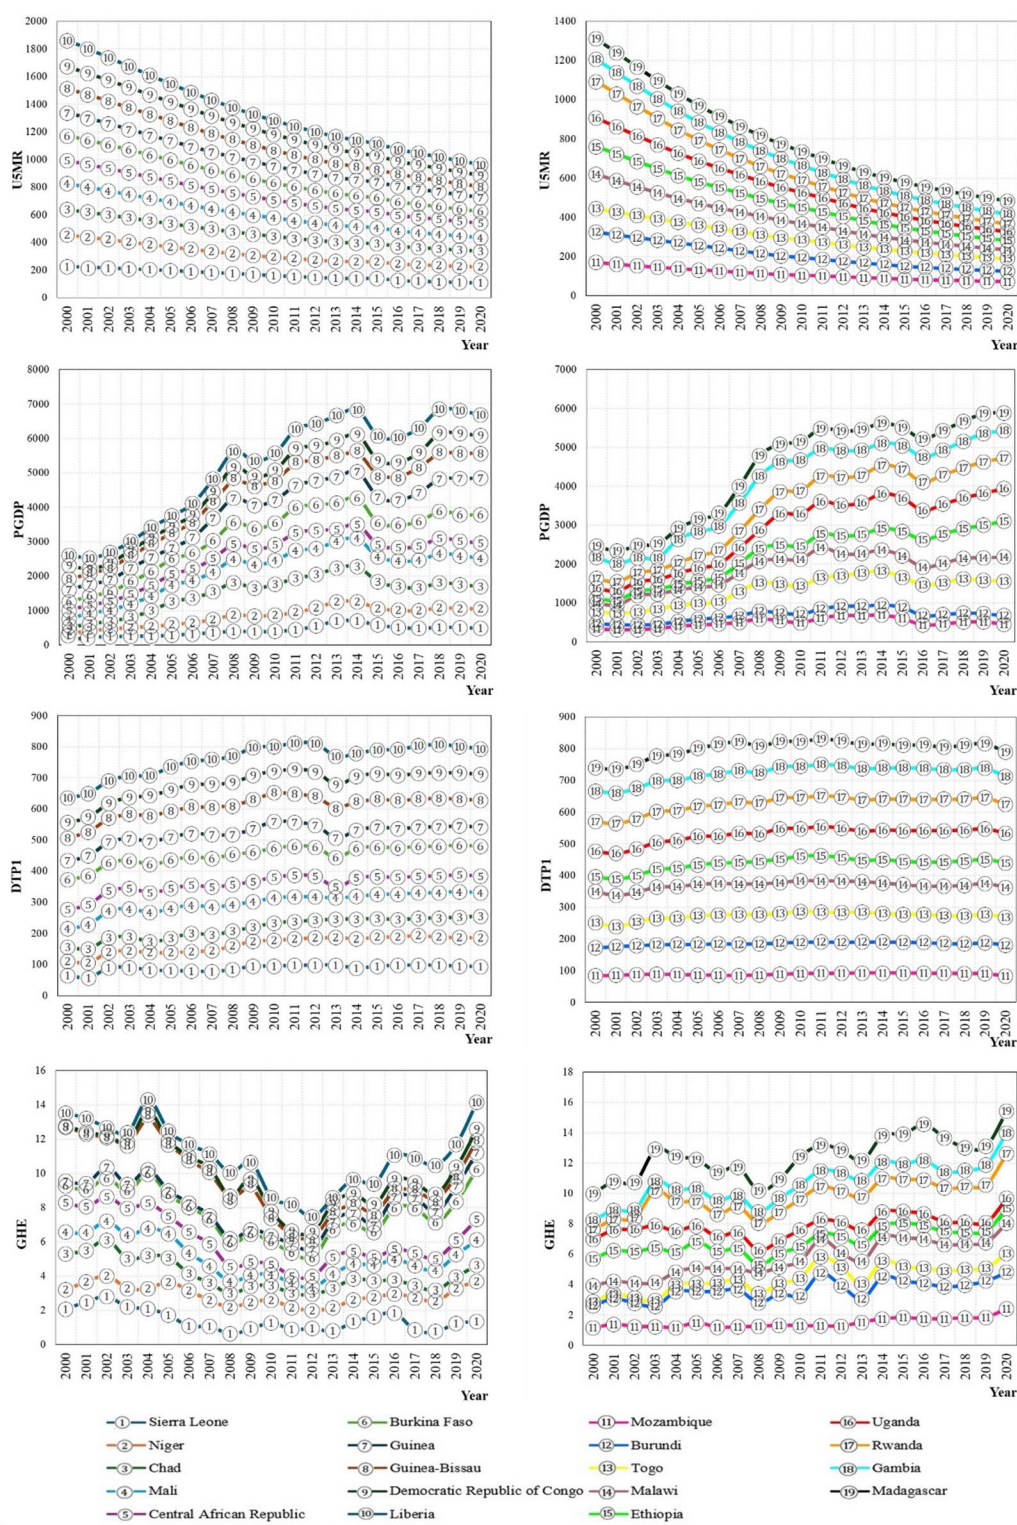 U5MR
2000
1800
1600
1400
1200
1000
800
600
400
200
0
2000 2001 2002 2003 2004 2005 2006 2007 2008 2009 2010 2011 2012 2013 2014 2015 2016 2017 2018 2019 2020
Year
U5MR
1400
1200
1000
800
600
400
200
0
2000 2001 2002 2003 2004 2005 2006 2007 2008 2009 2010 2011 2012 2013 2014 2015 2016 2017 2018 2019 2020
Year
PGDP
8000
7000
6000
5000
4000
3000
2000
1000
0
2000 2001 2002 2003 2004 2005 2006 2007 2008 2009 2010 2011 2012 2013 2014 2015 2016 2017 2018 2019 2020
Year
PGDP
7000
6000
5000
4000
3000
2000
1000
0
2000 2001 2002 2003 2004 2005 2006 2007 2008 2009 2010 2011 2012 2013 2014 2015 2016 2017 2018 2019 2020
Year
DTP1
900
800
700
600
500
400
300
200
100
0
2000 2001 2002 2003 2004 2005 2006 2007 2008 2009 2010 2011 2012 2013 2014 2015 2016 2017 2018 2019 2020
Year
DTP1
900
800
700
600
500
400
300
200
100
0
2000 2001 2002 2003 2004 2005 2006 2007 2008 2009 2010 2011 2012 2013 2014 2015 2016 2017 2018 2019 2020
Year
GHE
16
14
12
10
8
6
4
2
0
2000 2001 2002 2003 2004 2005 2006 2007 2008 2009 2010 2011 2012 2013 2014 2015 2016 2017 2018 2019 2020
Year
GHE
18
16
14
12
10
8
6
4
2
0
2000 2001 2002 2003 2004 2005 2006 2007 2008 2009 2010 2011 2012 2013 2014 2015 2016 2017 2018 2019 2020
Year
1 Sierra Leone
2 Niger
3 Chad
4 Mali
5 Central African Republic
6 Burkina Faso
7 Guinea
8 Guinea-Bissau
9 Democratic Republic of Congo
10 Liberia
11 Mozambique
12 Burundi
13 Togo
14 Malawi
15 Ethiopia
16 Uganda
17 Rwanda
18 Gambia
19 Madagascar